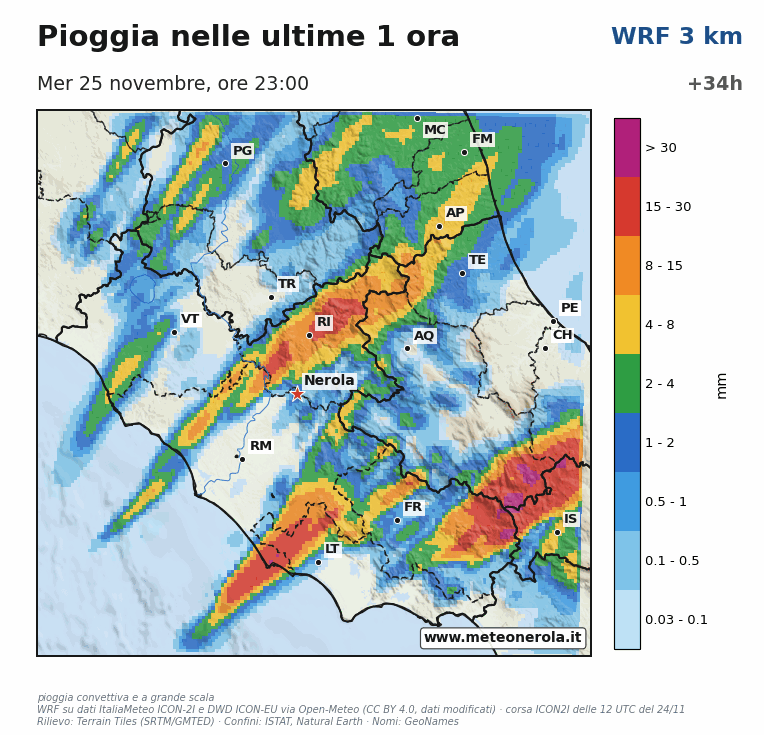 Pioggia nelle ultime 1 ora
WRF 3 km
Mer 25 novembre, ore 23:00
+34h
MC
FM
PG
AP
TE
TR
PE
VT
RI
AQ
CH
Nerola
RM
FR
IS
LT
www.meteonerola.it
> 30
15 - 30
8 - 15
4 - 8
2 - 4
1 - 2
0.5 - 1
0.1 - 0.5
0.03 - 0.1
mm
pioggia convettiva e a grande scala
WRF su dati ItaliaMeteo ICON-2I e DWD ICON-EU via Open-Meteo (CC BY 4.0, dati modificati) · corsa ICON2I delle 12 UTC del 24/11
Rilievo: Terrain Tiles (SRTM/GMTED) · Confini: ISTAT, Natural Earth · Nomi: GeoNames